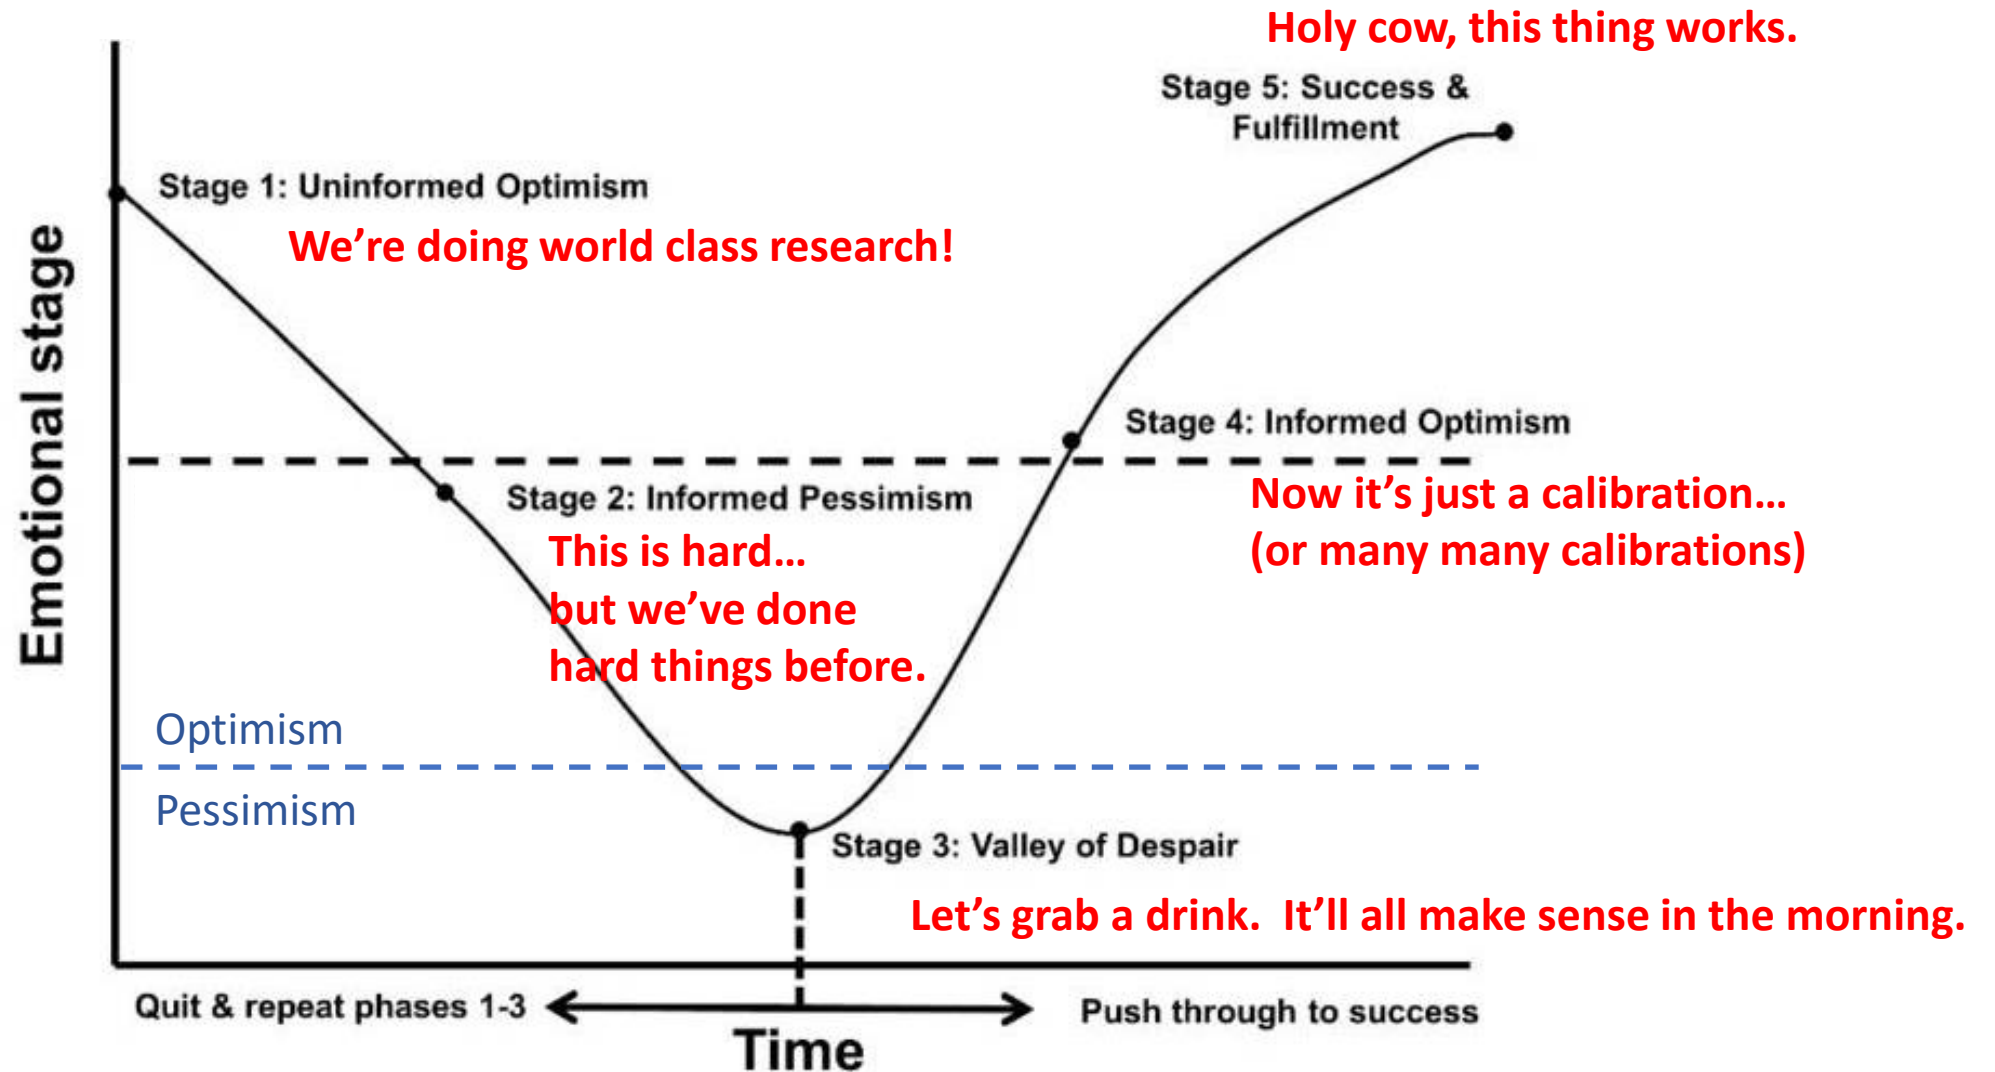 Holy cow, this thing works.
Stage 5: Success &
Fulfillment
Stage 1: Uninformed Optimism
We’re doing world class research!
Emotional stage
Stage 4: Informed Optimism
Stage 2: Informed Pessimism
Now it’s just a calibration…
(or many many calibrations)
This is hard…
but we’ve done
hard things before.
Optimism
Pessimism
Stage 3: Valley of Despair
Let’s grab a drink.  It’ll all make sense in the morning.
Quit & repeat phases 1-3
Push through to success
Time